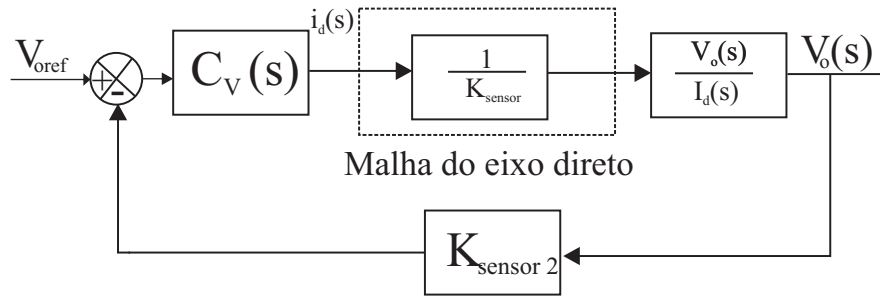 V_oref
+
-
C_V(s)
i_d(s)
1
K_sensor
Malha do eixo direto
V_o(s)
I_d(s)
V_o(s)
K_sensor 2